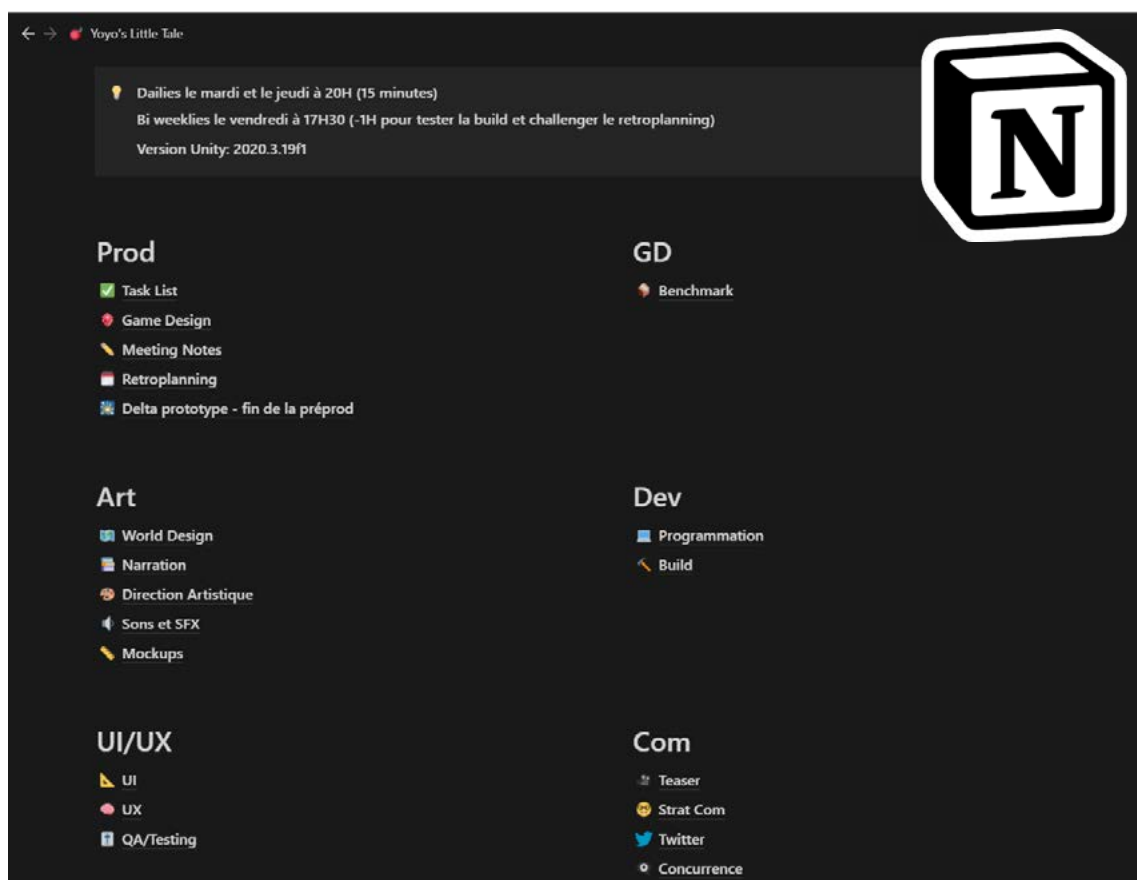 Yoyo's Little Tale
Dailies le mardi et le jeudi à 20H (15 minutes)
Bi weeklies le vendredi à 17H30 (-1H pour tester la build et challenger le retroplanning)
Version Unity: 2020.3.19f1
N
Prod
Task List
Game Design
Meeting Notes
Retroplanning
Delta prototype - fin de la préprod
GD
Benchmark
Art
World Design
Narration
Direction Artistique
Sons et SFX
Mockups
Dev
Programmation
Build
UI/UX
UI
UX
QA/Testing
Com
Teaser
Strat Com
Twitter
Concurrence